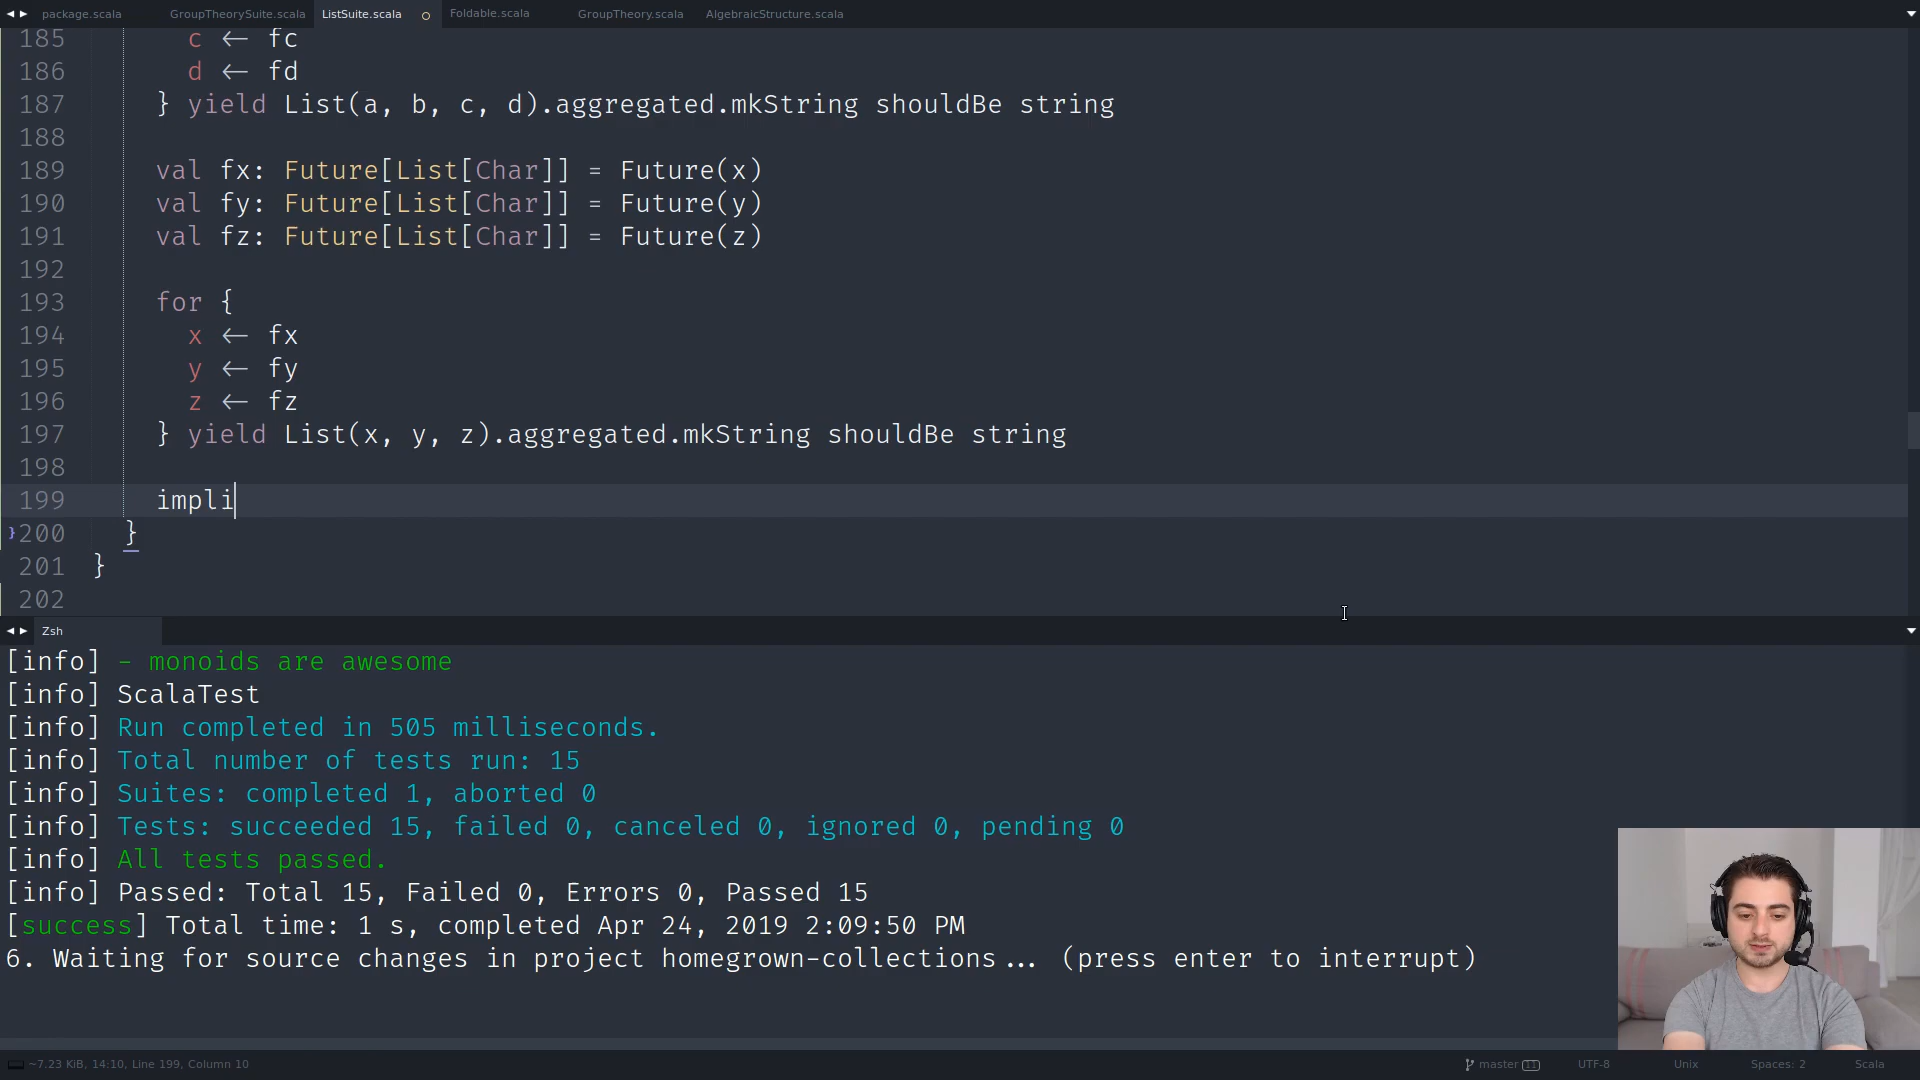 package.scala GroupTheorySuite.scala ListSuite.scala Foldable.scala GroupTheory.scala AlgebraicStructure.scala
185 c ← fc
186 d ← fd
187 } yield List(a, b, c, d).aggregated.mkString shouldBe string
188
189 val fx: Future[List[Char]] = Future(x)
190 val fy: Future[List[Char]] = Future(y)
191 val fz: Future[List[Char]] = Future(z)
192
193 for {
194 x ← fx
195 y ← fy
196 z ← fz
197 } yield List(x, y, z).aggregated.mkString shouldBe string
198
199 impli
}200 }
201 }
202
Zsh
[info] - monoids are awesome
[info] ScalaTest
[info] Run completed in 505 milliseconds.
[info] Total number of tests run: 15
[info] Suites: completed 1, aborted 0
[info] Tests: succeeded 15, failed 0, canceled 0, ignored 0, pending 0
[info] All tests passed.
[info] Passed: Total 15, Failed 0, Errors 0, Passed 15
[success] Total time: 1 s, completed Apr 24, 2019 2:09:50 PM
6. Waiting for source changes in project homegrown-collections... (press enter to interrupt)
~7.23 KiB, 14:10, Line 199, Column 10 master 11 UTF-8 Unix Spaces: 2 Scala